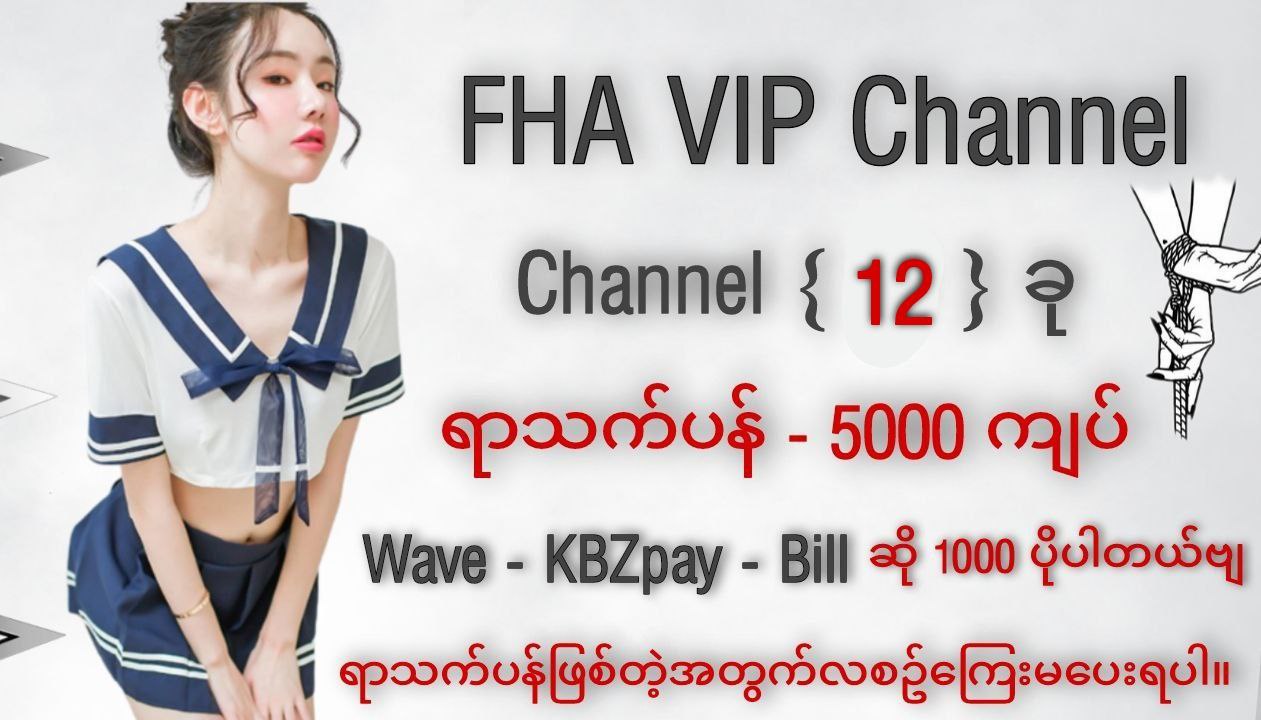 FHA VIP Channel
Channel { 12 } ခု
ရာသက်ပန် - 5000 ကျပ်
Wave - KBZpay - Bill ဆို 1000 ပိုပါတယ်ဗျ
ရာသက်ပန်ဖြစ်တဲ့အတွက်လစဥ်ကြေးမပေးရပါ။